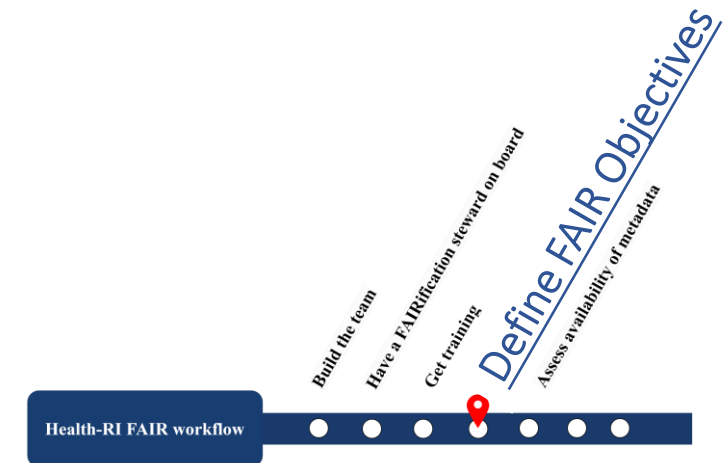 Build the team
Have a FAIRification steward on board
Get training
Define FAIR Objectives
Assess availability of metadata
Health-RI FAIR workflow